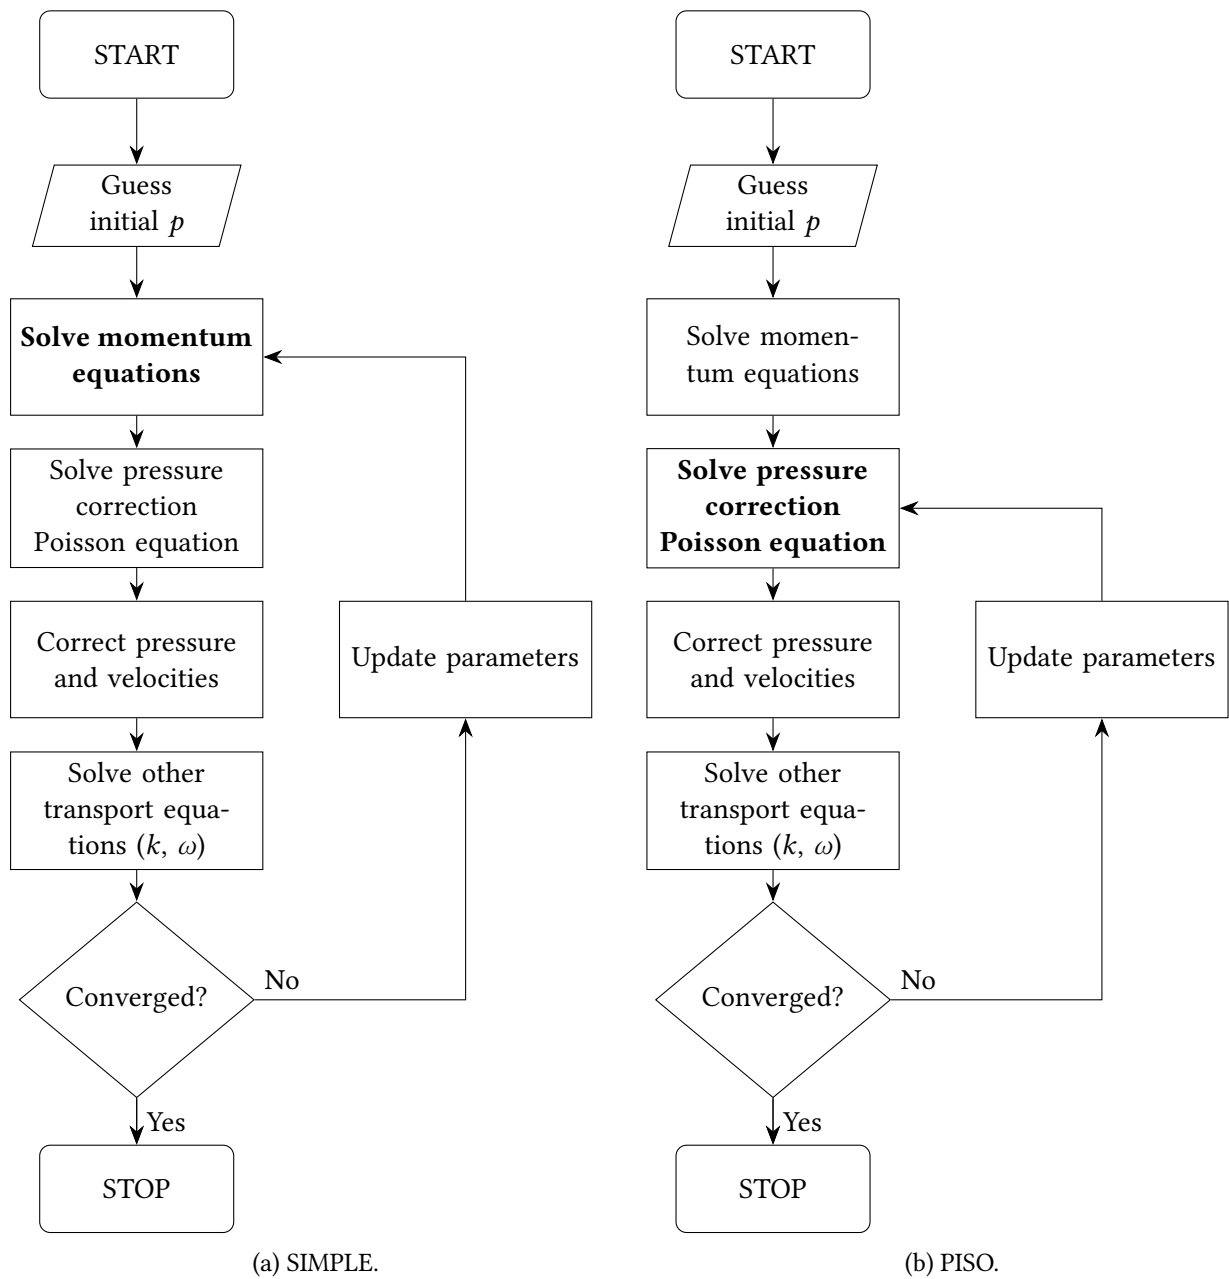 START
Guess
initial p
Solve momentum
equations
Solve pressure
correction
Poisson equation
Correct pressure
and velocities
Update parameters
Solve other
transport equa-
tions (k, ω)
Converged?
No
Yes
STOP
(a) SIMPLE.
START
Guess
initial p
Solve momen-
tum equations
Solve pressure
correction
Poisson equation
Correct pressure
and velocities
Update parameters
Solve other
transport equa-
tions (k, ω)
Converged?
No
Yes
STOP
(b) PISO.